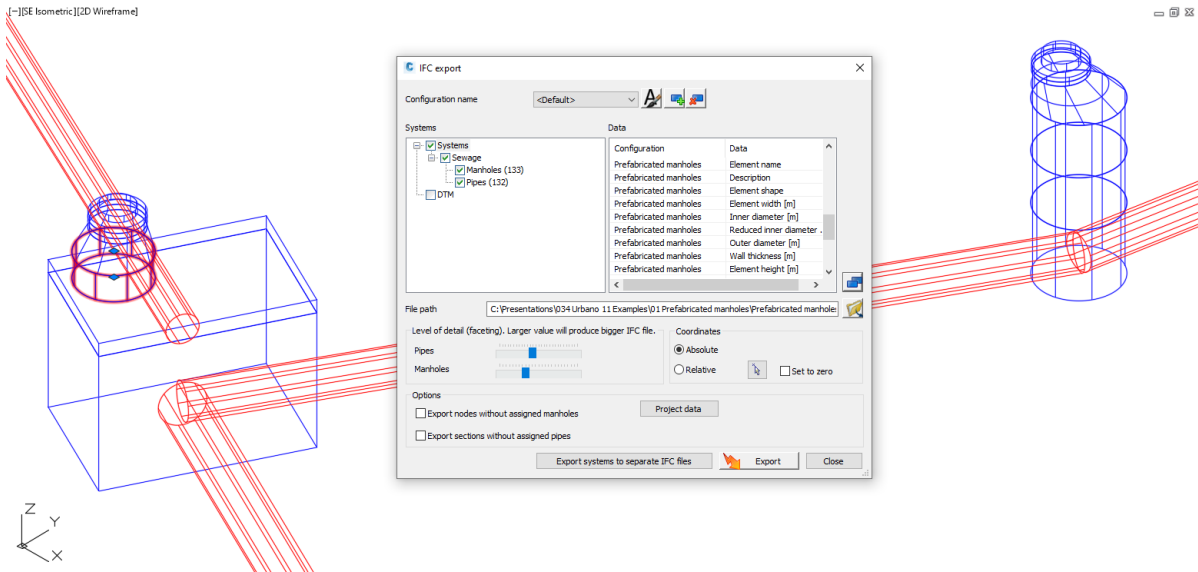 [−][SE Isometric][2D Wireframe]
IFC export
Configuration name
<Default>
Systems
Data
Systems
Sewage
Manholes (133)
Pipes (132)
DTM
Configuration Data
Prefabricated manholes Element name
Prefabricated manholes Description
Prefabricated manholes Element shape
Prefabricated manholes Element width [m]
Prefabricated manholes Inner diameter [m]
Prefabricated manholes Reduced inner diameter .
Prefabricated manholes Outer diameter [m]
Prefabricated manholes Wall thickness [m]
Prefabricated manholes Element height [m]
File path
C:\Presentations\034 Urbano 11 Examples\01 Prefabricated manholes\Prefabricated manhole
Level of detail (faceting). Larger value will produce bigger IFC file.
Pipes
Manholes
Coordinates
Absolute
Relative
Set to zero
Options
Export nodes without assigned manholes
Project data
Export sections without assigned pipes
Export systems to separate IFC files
Export
Close
Z
Y
X